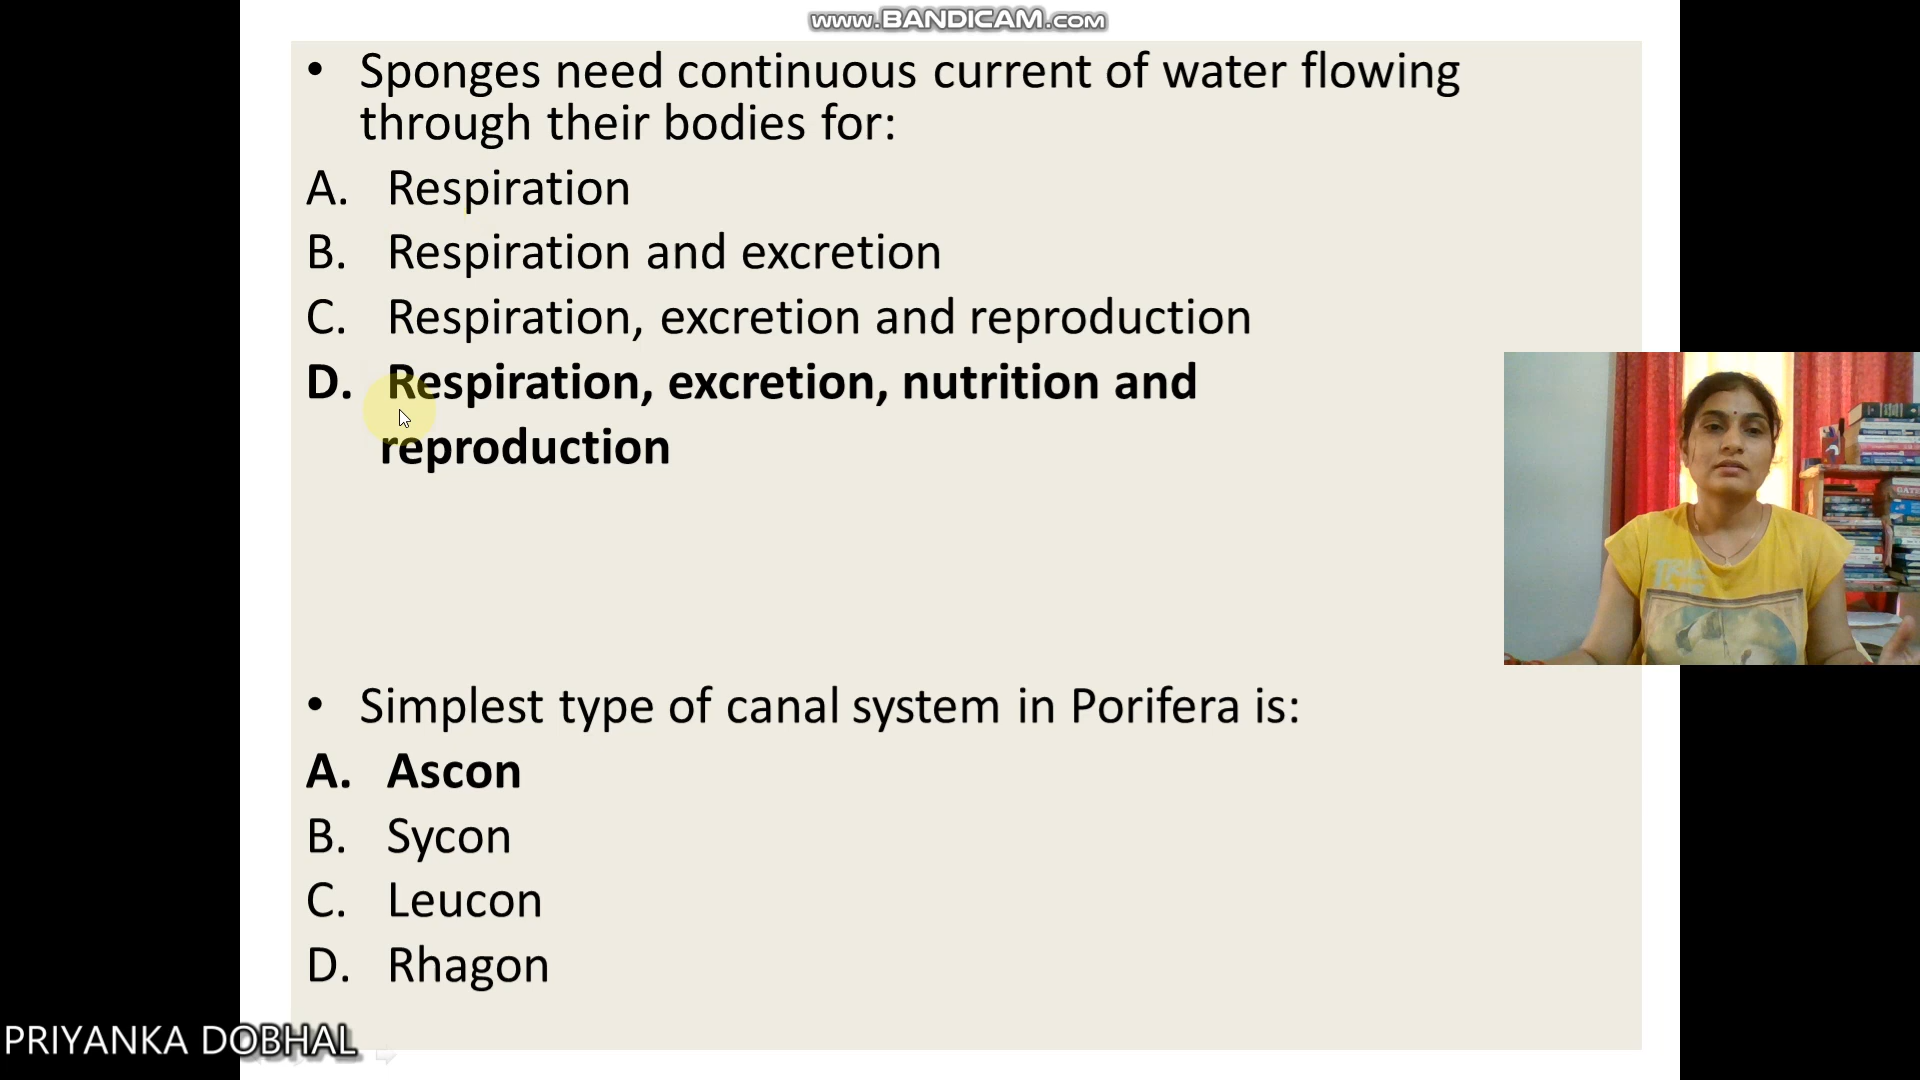 www.BANDICAM.com
• Sponges need continuous current of water flowing
through their bodies for:
A. Respiration
B. Respiration and excretion
C. Respiration, excretion and reproduction
D. Respiration, excretion, nutrition and
reproduction
• Simplest type of canal system in Porifera is:
A. Ascon
B. Sycon
C. Leucon
D. Rhagon
PRIYANKA DOBHAL